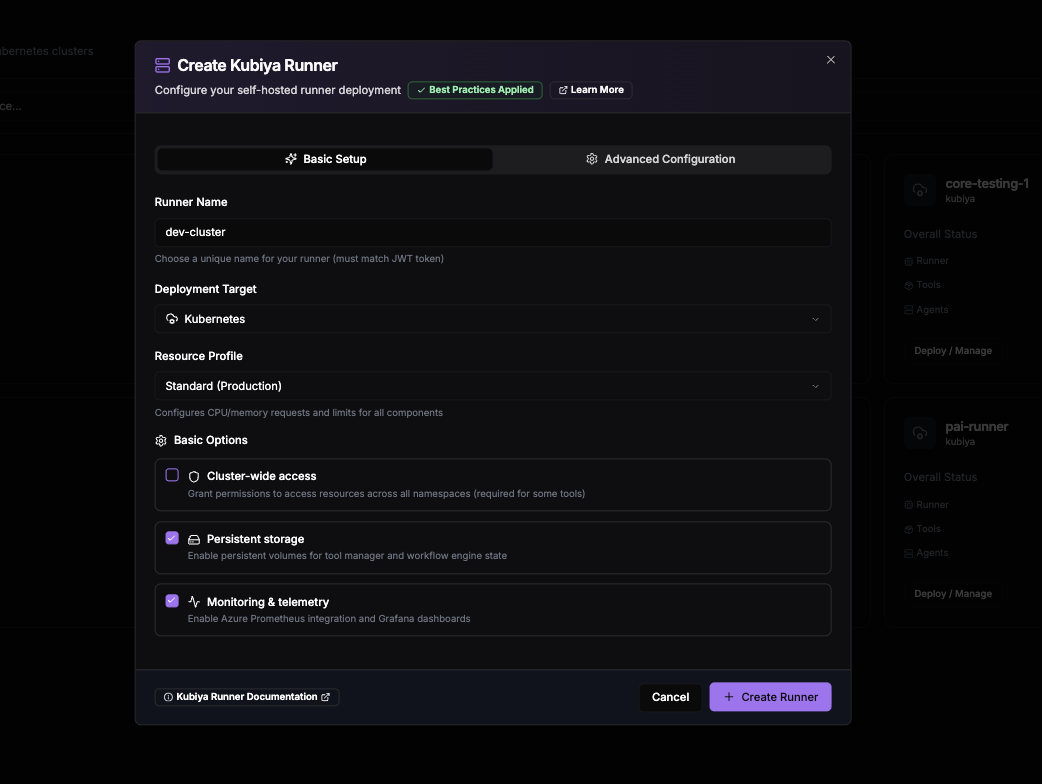 bernetes clusters
ce...
Create Kubiya Runner
Configure your self-hosted runner deployment
Best Practices Applied
Learn More
Basic Setup
Advanced Configuration
Runner Name
dev-cluster
Choose a unique name for your runner (must match JWT token)
Deployment Target
Kubernetes
Resource Profile
Standard (Production)
Configures CPU/memory requests and limits for all components
Basic Options
Cluster-wide access
Grant permissions to access resources across all namespaces (required for some tools)
Persistent storage
Enable persistent volumes for tool manager and workflow engine state
Monitoring & telemetry
Enable Azure Prometheus integration and Grafana dashboards
Kubiya Runner Documentation
Cancel
Create Runner
core-testing-1
kubiya
Overall Status
Runner
Tools
Agents
Deploy / Manage
pai-runner
kubiya
Overall Status
Runner
Tools
Agents
Deploy / Manage